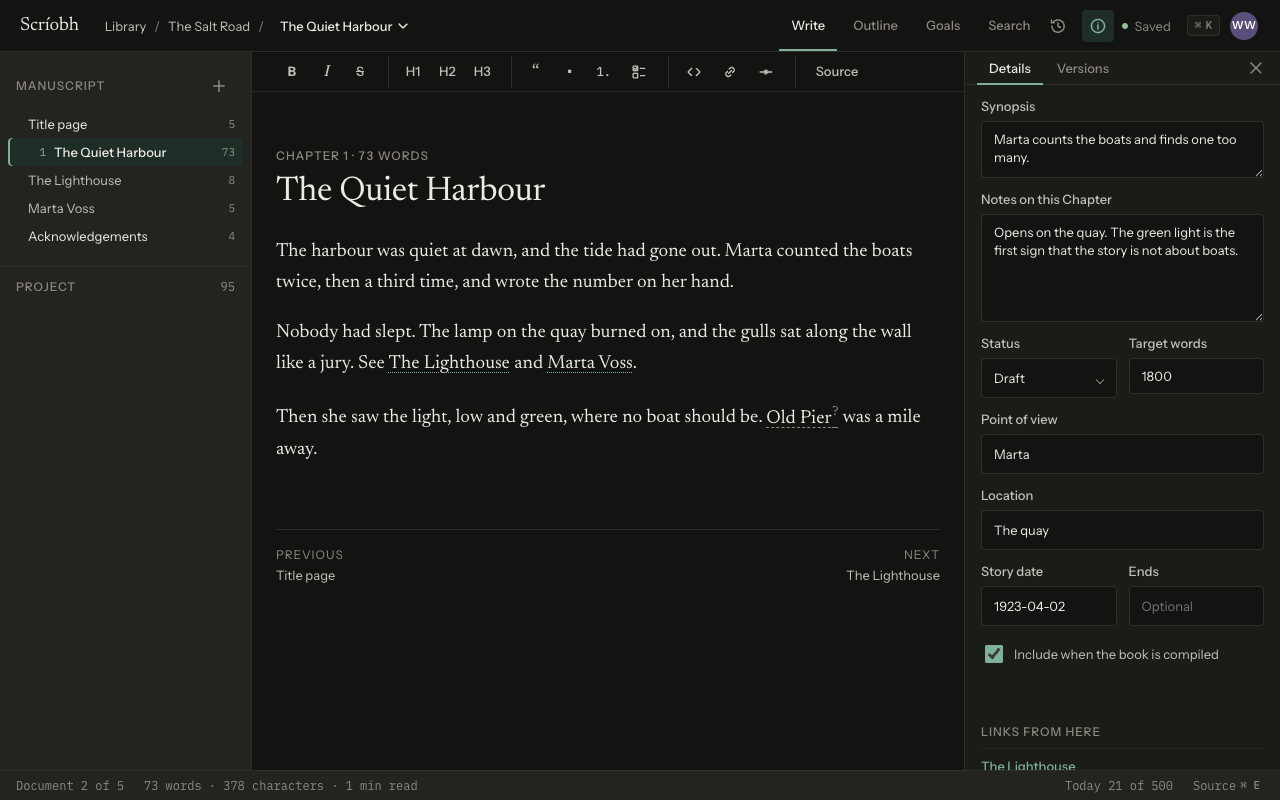 Scríobh
Library / The Salt Road / The Quiet Harbour
Write Outline Goals Search
Saved
⌘ K
WW
MANUSCRIPT
Title page 5
1 The Quiet Harbour 73
The Lighthouse 8
Marta Voss 5
Acknowledgements 4
PROJECT 95
B I S H1 H2 H3 “ 1. Source
CHAPTER 1 · 73 WORDS
The Quiet Harbour
The harbour was quiet at dawn, and the tide had gone out. Marta counted the boats
twice, then a third time, and wrote the number on her hand.
Nobody had slept. The lamp on the quay burned on, and the gulls sat along the wall
like a jury. See The Lighthouse and Marta Voss.
Then she saw the light, low and green, where no boat should be. Old Pier? was a mile
away.
PREVIOUS
Title page
NEXT
The Lighthouse
Details Versions
Synopsis
Marta counts the boats and finds one too
many.
Notes on this Chapter
Opens on the quay. The green light is the
first sign that the story is not about boats.
Status
Draft
Target words
1800
Point of view
Marta
Location
The quay
Story date
1923-04-02
Ends
Optional
Include when the book is compiled
LINKS FROM HERE
The Lighthouse
Document 2 of 5 73 words · 378 characters · 1 min read
Today 21 of 500 Source ⌘ E